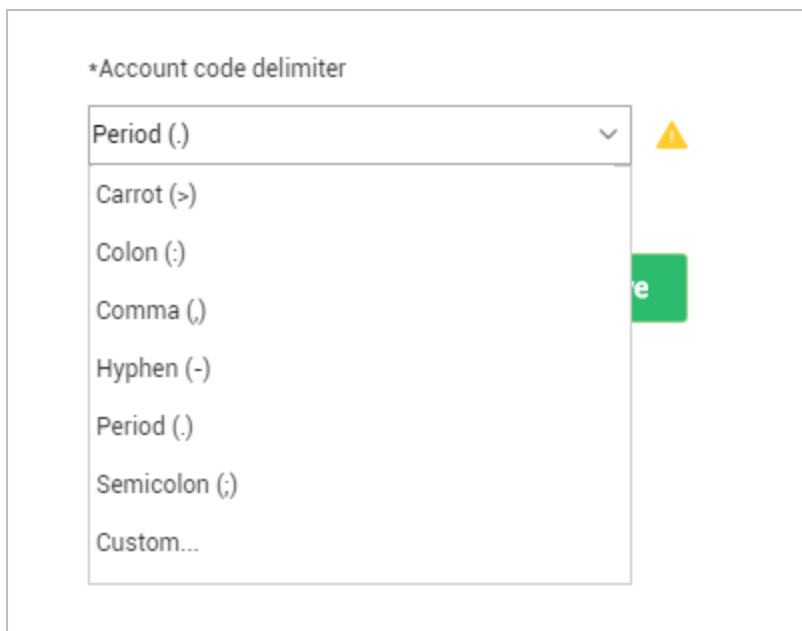 *Account code delimiter
Period (.)
Carrot (>)
Colon (:)
Comma (,)
Hyphen (-)
Period (.)
Semicolon (;)
Custom...